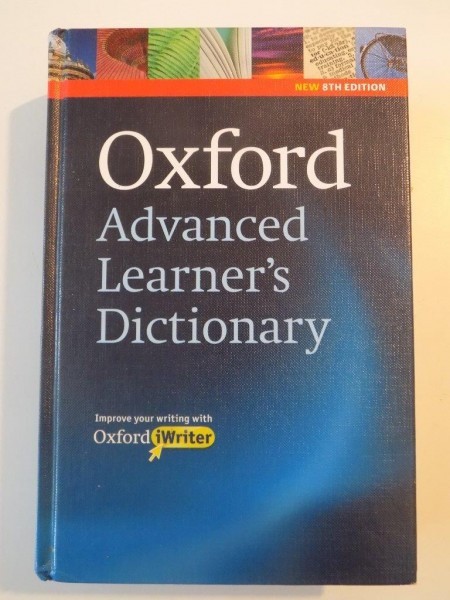 NEW 8TH EDITION
Oxford
Advanced
Learner's
Dictionary
Improve your writing with
Oxford iWriter